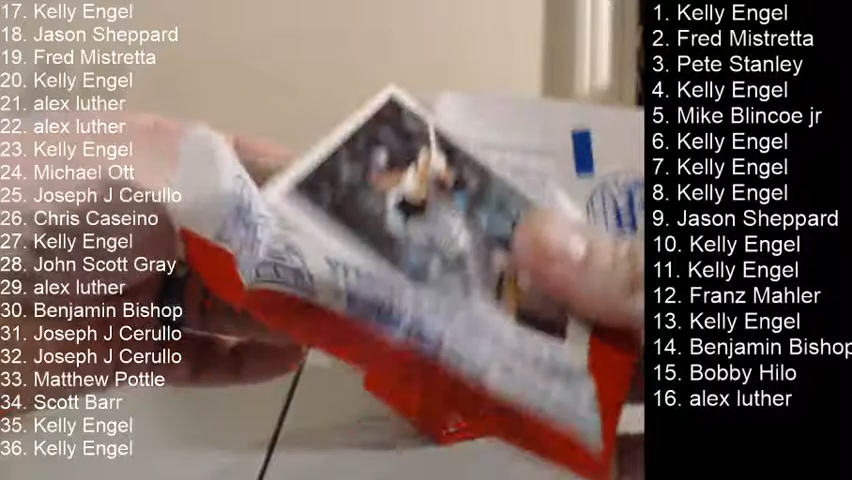 17. Kelly Engel
18. Jason Sheppard
19. Fred Mistretta
20. Kelly Engel
21. alex luther
22. alex luther
23. Kelly Engel
24. Michael Ott
25. Joseph J Cerullo
26. Chris Caseino
27. Kelly Engel
28. John Scott Gray
29. alex luther
30. Benjamin Bishop
31. Joseph J Cerullo
32. Joseph J Cerullo
33. Matthew Pottle
34. Scott Barr
35. Kelly Engel
36. Kelly Engel
1. Kelly Engel
2. Fred Mistretta
3. Pete Stanley
4. Kelly Engel
5. Mike Blincoe jr
6. Kelly Engel
7. Kelly Engel
8. Kelly Engel
9. Jason Sheppard
10. Kelly Engel
11. Kelly Engel
12. Franz Mahler
13. Kelly Engel
14. Benjamin Bishop
15. Bobby Hilo
16. alex luther